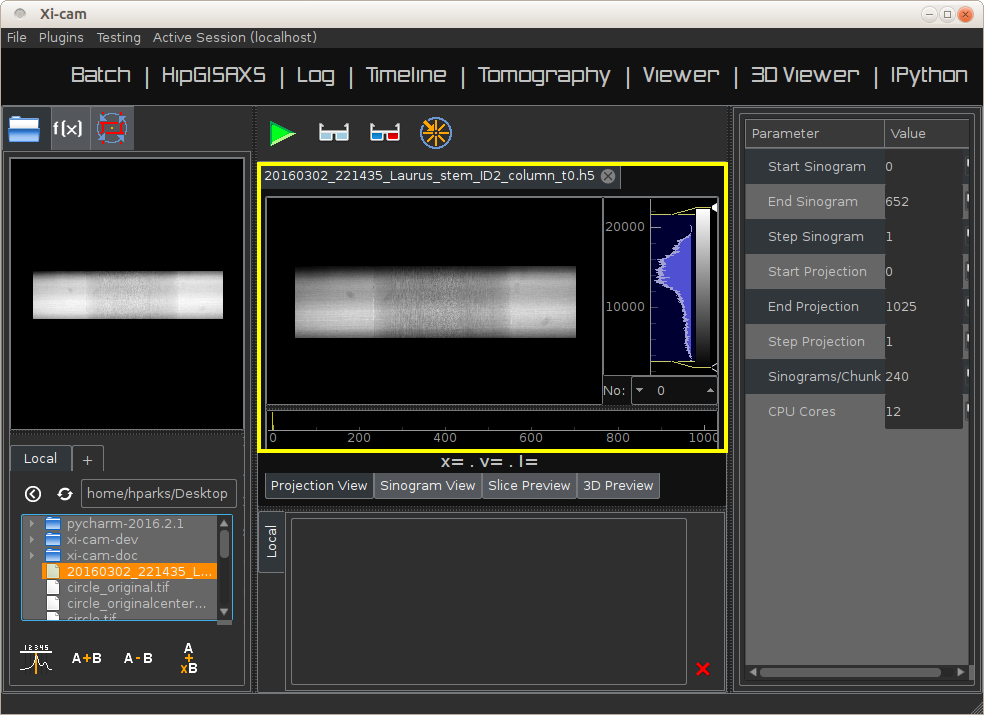 Xi-cam
File Plugins Testing Active Session (localhost)
Batch | HipGISAXS | Log | Timeline | Tomography | Viewer | 3D Viewer | IPython
f(x)
20160302_221435_Laurus_stem_ID2_column_t0.h5
20000
10000
No: 0
0 200 400 600 800 1000
x= . v= . I=
Projection View Sinogram View Slice Preview 3D Preview
Local
Local +
home/hparks/Desktop
pycharm-2016.2.1
xi-cam-dev
xi-cam-doc
20160302_221435_L...
circle_original.tif
circle_originalcenter...
circle.tif
12345
A+B A-B A+xB
Parameter Value
Start Sinogram 0
End Sinogram 652
Step Sinogram 1
Start Projection 0
End Projection 1025
Step Projection 1
Sinograms/Chunk 240
CPU Cores 12